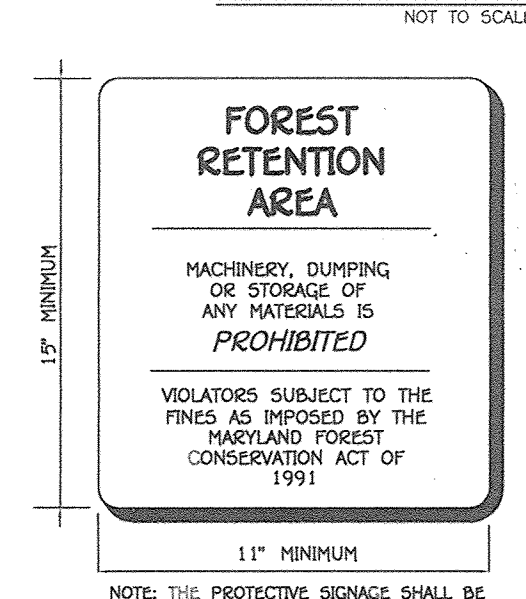 NOT TO SCALE
FOREST
RETENTION
AREA
MACHINERY, DUMPING
OR STORAGE OF
ANY MATERIALS IS
PROHIBITED
VIOLATORS SUBJECT TO THE
FINES AS IMPOSED BY THE
MARYLAND FOREST
CONSERVATION ACT OF
1991
15" MINIMUM
11" MINIMUM
NOTE: THE PROTECTIVE SIGNAGE SHALL BE